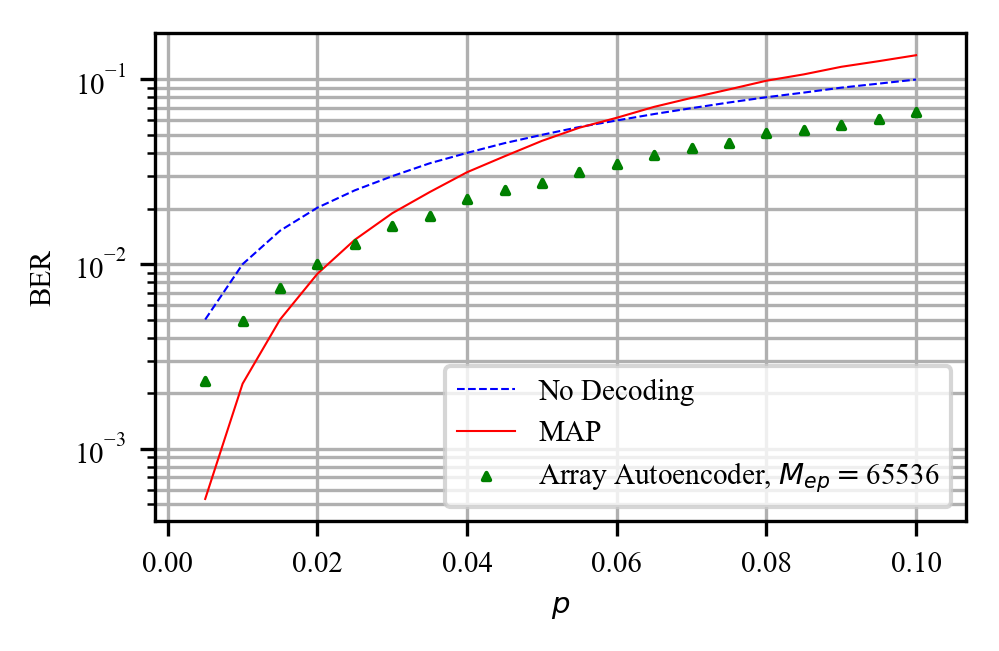 BER
10⁻¹
10⁻²
10⁻³
No Decoding
MAP
Array Autoencoder, Mₑₚ = 65536
0.00 0.02 0.04 0.06 0.08 0.10
p